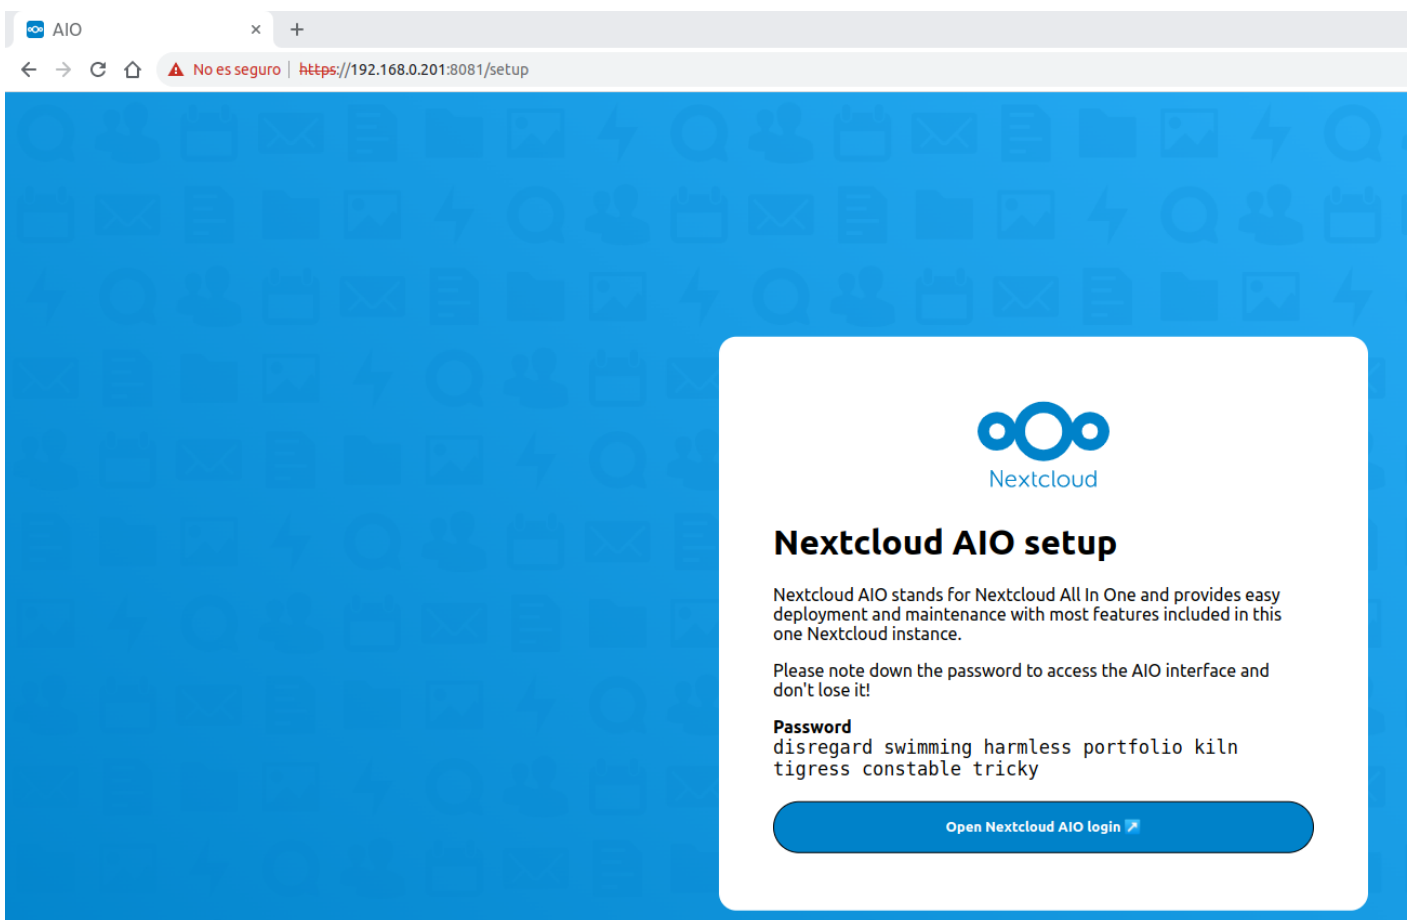 AIO
No es seguro | https://192.168.0.201:8081/setup
Nextcloud
Nextcloud AIO setup
Nextcloud AIO stands for Nextcloud All In One and provides easy
deployment and maintenance with most features included in this
one Nextcloud instance.
Please note down the password to access the AIO interface and
don't lose it!
Password
disregard swimming harmless portfolio kiln
tigress constable tricky
Open Nextcloud AIO login